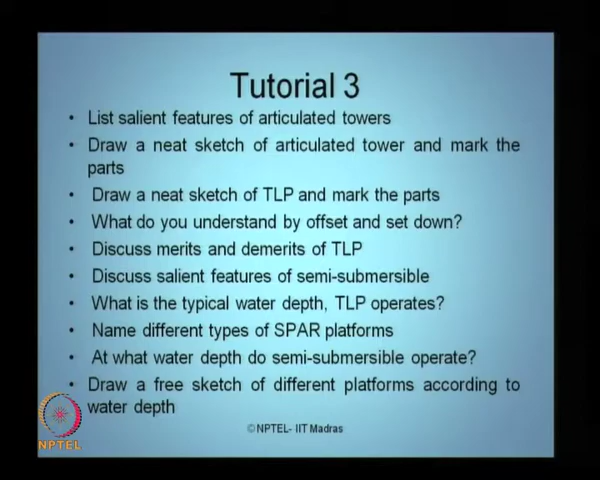 Tutorial 3
• List salient features of articulated towers
• Draw a neat sketch of articulated tower and mark the
parts
• Draw a neat sketch of TLP and mark the parts
• What do you understand by offset and set down?
• Discuss merits and demerits of TLP
• Discuss salient features of semi-submersible
• What is the typical water depth, TLP operates?
• Name different types of SPAR platforms
• At what water depth do semi-submersible operate?
• Draw a free sketch of different platforms according to
water depth
NPTEL
©NPTEL- IIT Madras